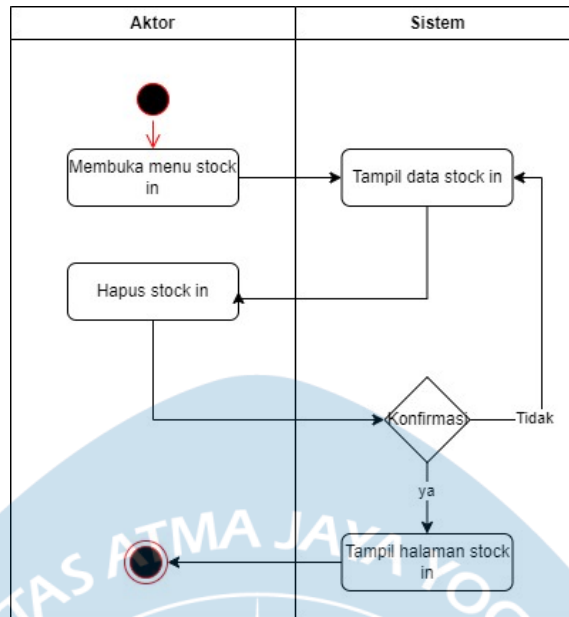 Aktor
Sistem
Membuka menu stock
in
Tampil data stock in
Hapus stock in
Konfirmasi
Tidak
ya
Tampil halaman stock
in
TAS ATMA JAYA YOG